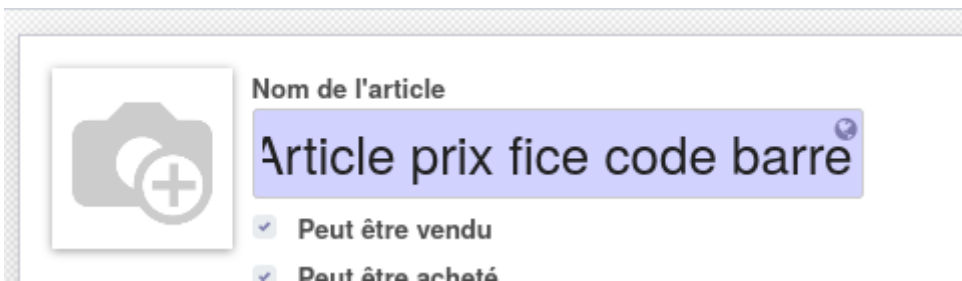 Nom de l'article
Article prix fice code barre
Peut être vendu
Peut être acheté